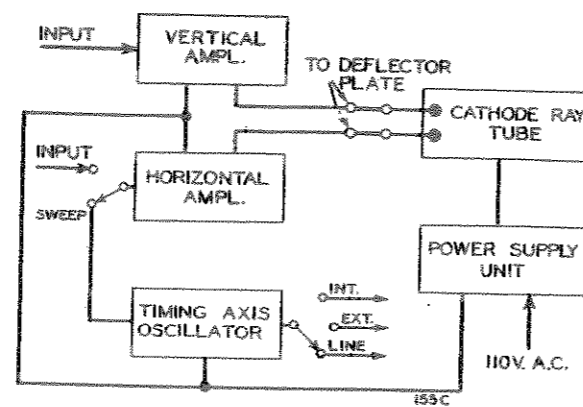 INPUT
VERTICAL
AMPL.
TO DEFLECTOR
PLATE
CATHODE RAY
TUBE
INPUT
HORIZONTAL
AMPL.
SWEEP
POWER SUPPLY
UNIT
TIMING AXIS
OSCILLATOR
INT.
EXT.
LINE
110V. A.C.
155C